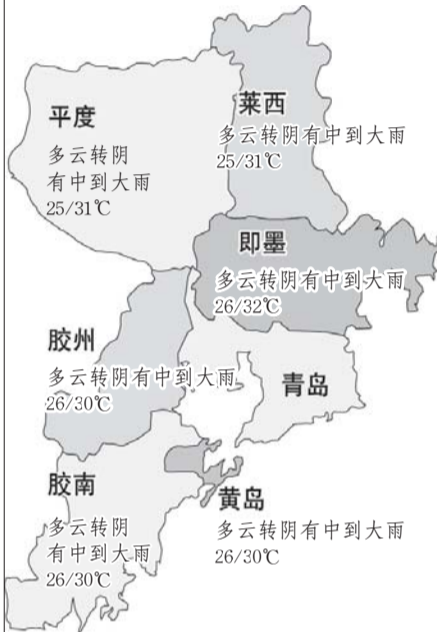 莱西
多云转阴有中到大雨
25/31℃
平度
多云转阴
有中到大雨
25/31℃
即墨
多云转阴有中到大雨
26/32℃
胶州
多云转阴有中到大雨
26/30℃
青岛
胶南
多云转阴
有中到大雨
26/30℃
黄岛
多云转阴有中到大雨
26/30℃